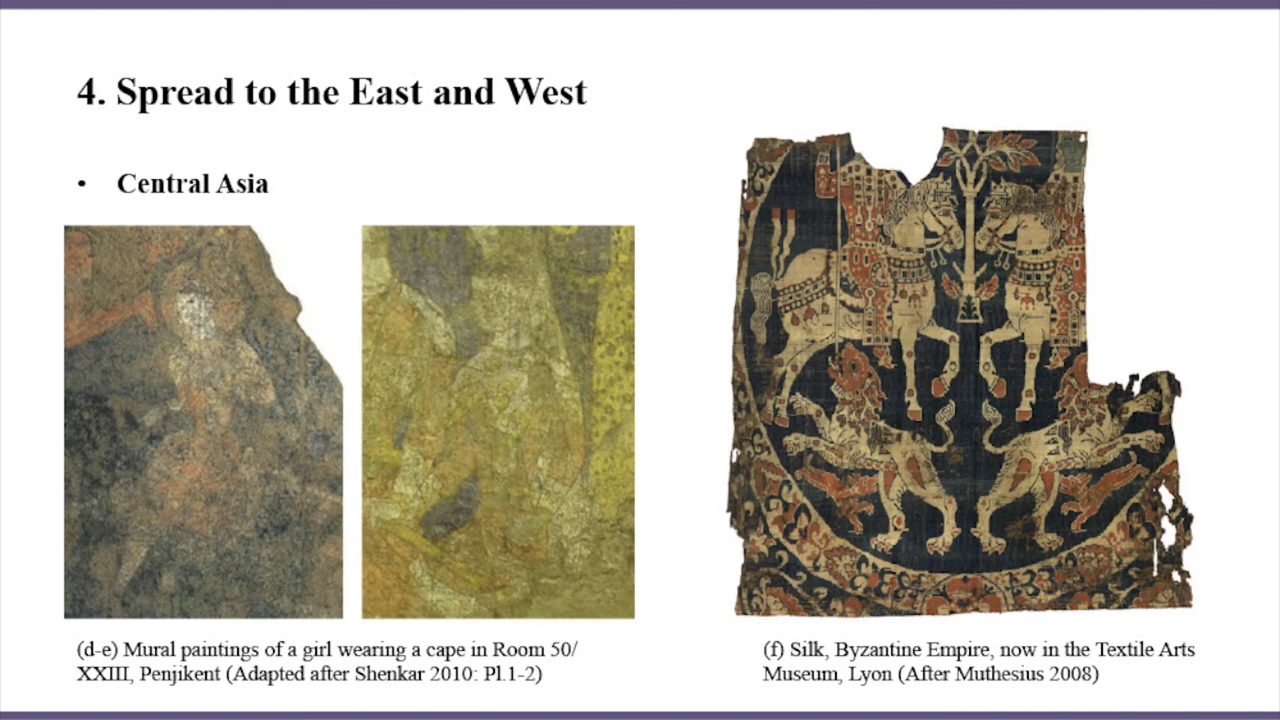 4. Spread to the East and West
• Central Asia
(d-e) Mural paintings of a girl wearing a cape in Room 50/
XXIII, Penjikent (Adapted after Shenkar 2010: Pl.1-2)
(f) Silk, Byzantine Empire, now in the Textile Arts
Museum, Lyon (After Muthesius 2008)